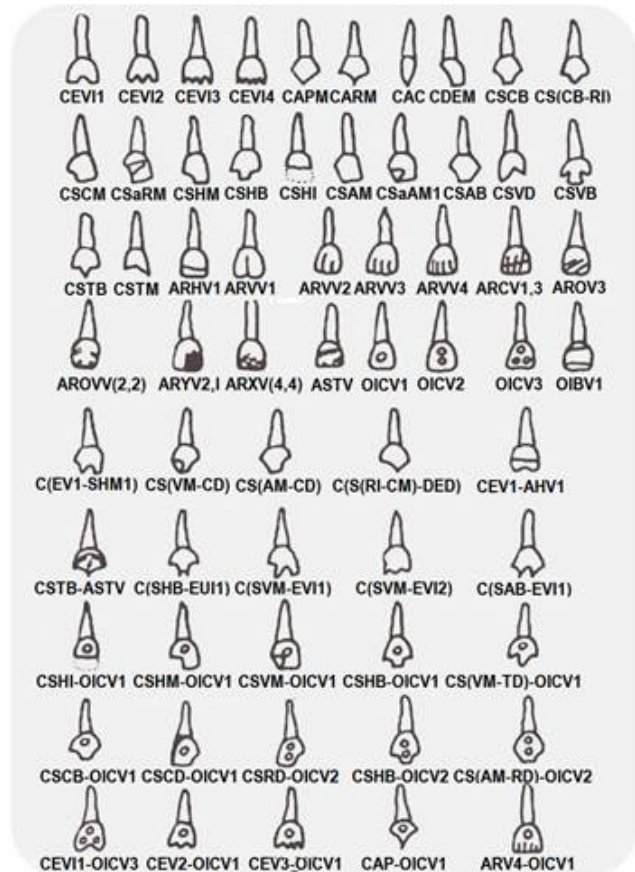 CEVI1 CEVI2 CEVI3 CEVI4 CAPM CARM CAC CDEM CSCB CS(CB-RI)
CSCM CSaRM CSHM CSHB CSHI CSAM CSaAM1 CSAB CSVD CSVB
CSTB CSTM ARHV1 ARVV1 ARVV2 ARVV3 ARVV4 ARCV1,3 AROV3
AROVV(2,2) ARYV2,I ARXV(4,4) ASTV OICV1 OICV2 OICV3 OIBV1
C(EV1-SHM1) CS(VM-CD) CS(AM-CD) C(S(RI-CM)-DED) CEV1-AHV1
CSTB-ASTV C(SHB-EUI1) C(SVM-EVI1) C(SVM-EVI2) C(SAB-EVI1)
CSHI-OICV1 CSHM-OICV1 CSVM-OICV1 CSHB-OICV1 CS(VM-TD)-OICV1
CSCB-OICV1 CSCD-OICV1 CSRD-OICV2 CSHB-OICV2 CS(AM-RD)-OICV2
CEVI1-OICV3 CEV2-OICV1 CEV3_OICV1 CAP-OICV1 ARV4-OICV1